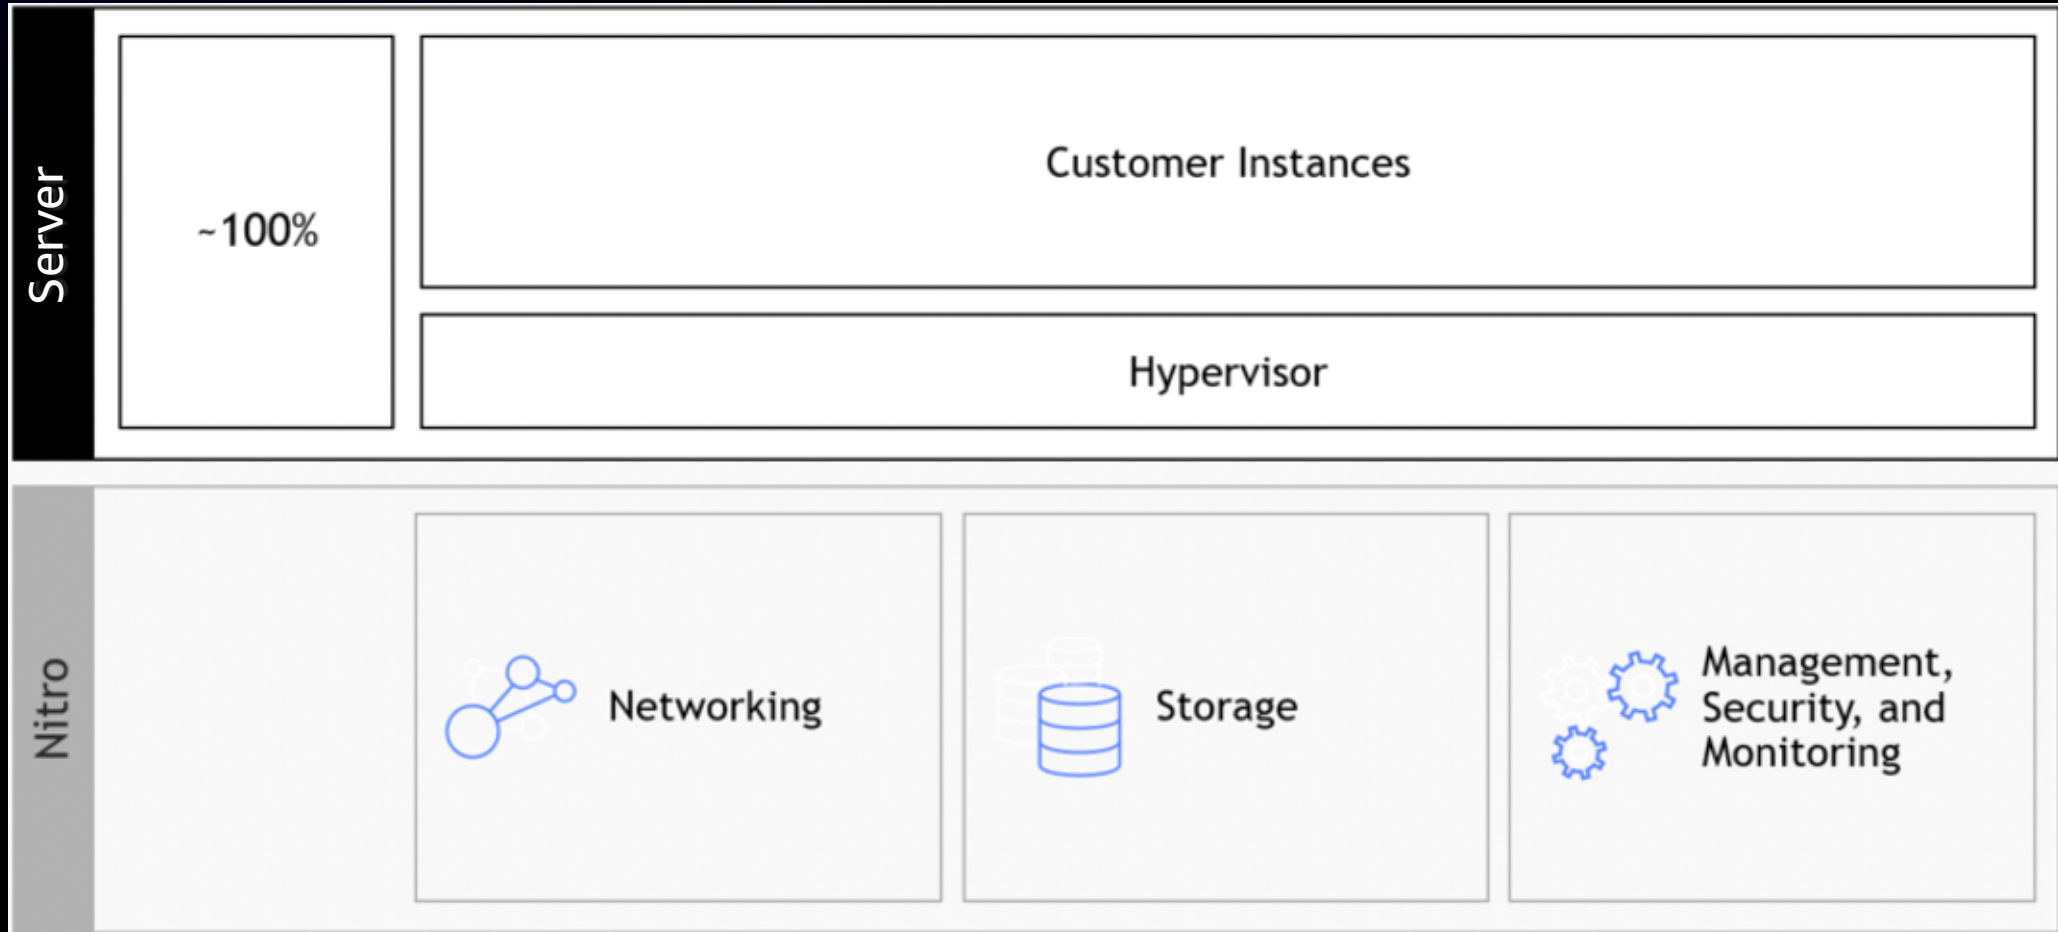 Server
~100%
Customer Instances
Hypervisor
Nitro
Networking
Storage
Management,
Security, and
Monitoring